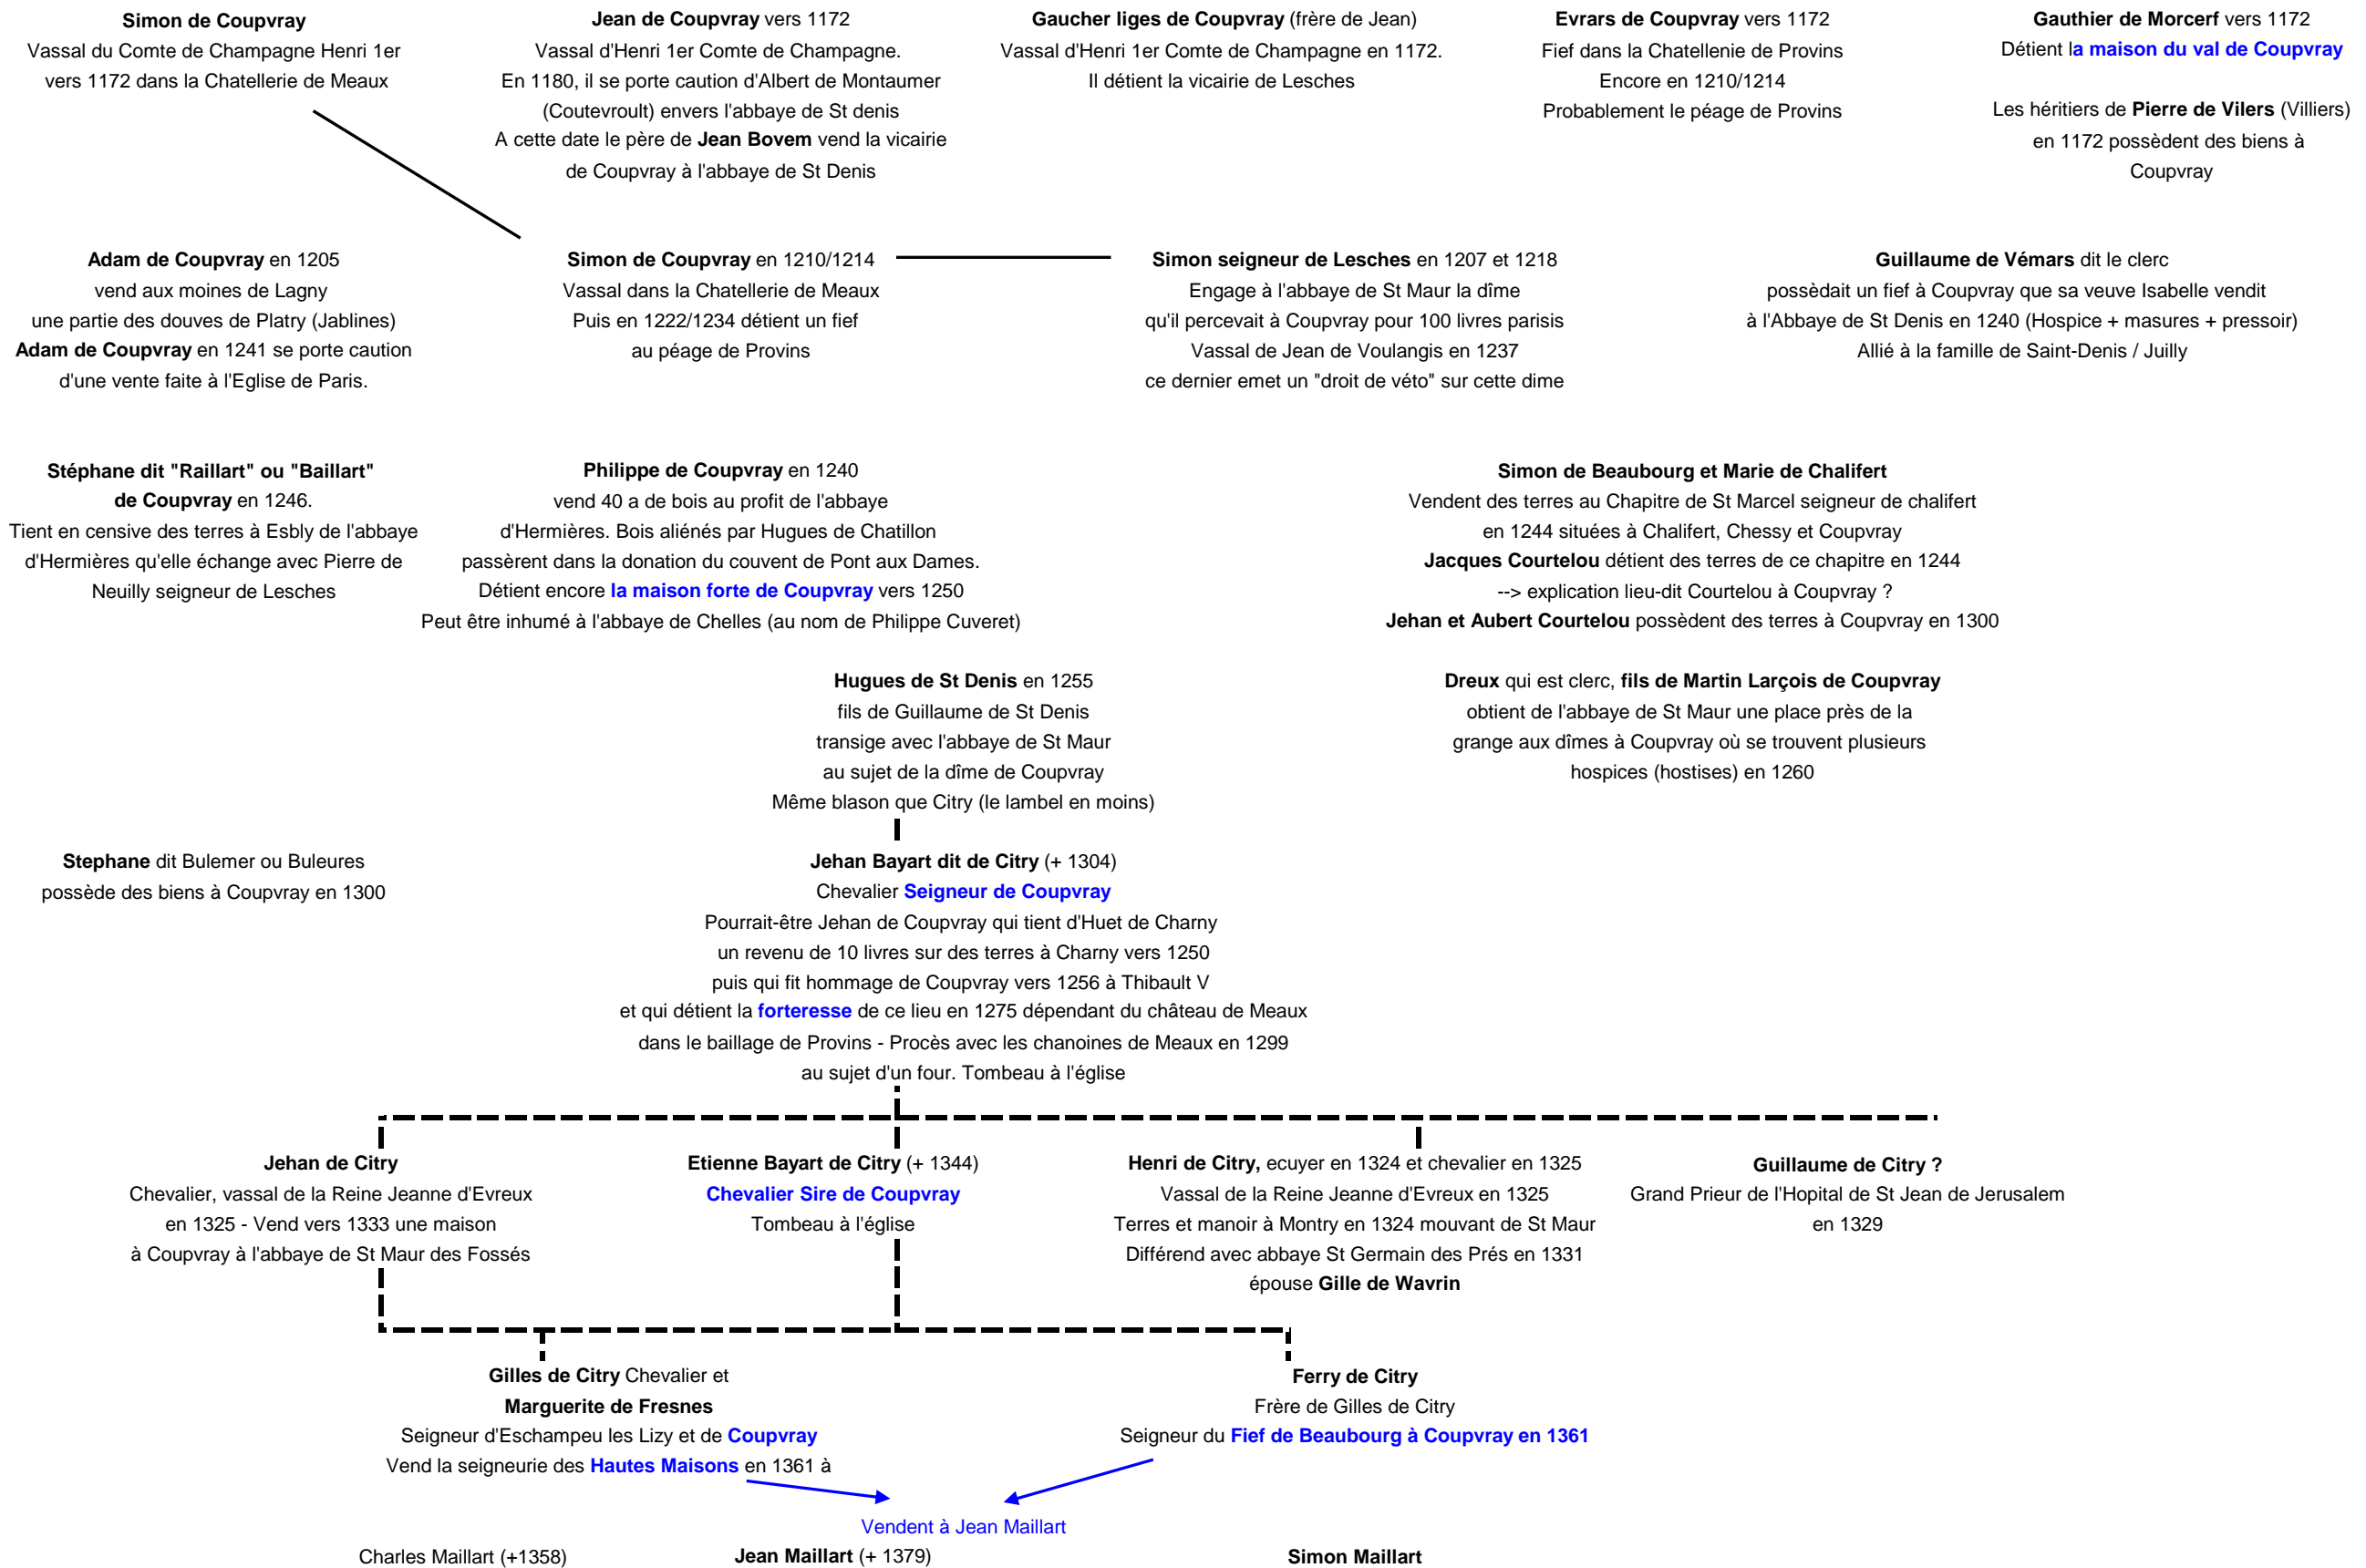 Simon de Coupvray
Vassal du Comte de Champagne Henri 1er
vers 1172 dans la Chatellerie de Meaux
Jean de Coupvray vers 1172
Vassal d'Henri 1er Comte de Champagne.
En 1180, il se porte caution d'Albert de Montaumer
(Coutevroult) envers l'abbaye de St denis
A cette date le père de Jean Bovem vend la vicairie
de Coupvray à l'abbaye de St Denis
Gaucher liges de Coupvray (frère de Jean)
Vassal d'Henri 1er Comte de Champagne en 1172.
Il détient la vicairie de Lesches
Evrars de Coupvray vers 1172
Fief dans la Chatellenie de Provins
Encore en 1210/1214
Probablement le péage de Provins
Gauthier de Morcerf vers 1172
Détient la maison du val de Coupvray
Les héritiers de Pierre de Vilers (Villiers)
en 1172 possèdent des biens à
Coupvray
Adam de Coupvray en 1205
vend aux moines de Lagny
une partie des douves de Platry (Jablines)
Adam de Coupvray en 1241 se porte caution
d'une vente faite à l'Eglise de Paris.
Simon de Coupvray en 1210/1214
Vassal dans la Chatellerie de Meaux
Puis en 1222/1234 détient un fief
au péage de Provins
Simon seigneur de Lesches en 1207 et 1218
Engage à l'abbaye de St Maur la dîme
qu'il percevait à Coupvray pour 100 livres parisis
Vassal de Jean de Voulangis en 1237
ce dernier emet un "droit de véto" sur cette dime
Guillaume de Vémars dit le clerc
possèdait un fief à Coupvray que sa veuve Isabelle vendit
à l'Abbaye de St Denis en 1240 (Hospice + masures + pressoir)
Allié à la famille de Saint-Denis / Juilly
Stéphane dit "Raillart" ou "Baillart"
de Coupvray en 1246.
Tient en censive des terres à Esbly de l'abbaye
d'Hermières qu'elle échange avec Pierre de
Neuilly seigneur de Lesches
Philippe de Coupvray en 1240
vend 40 a de bois au profit de l'abbaye
d'Hermières. Bois aliénés par Hugues de Chatillon
passèrent dans la donation du couvent de Pont aux Dames.
Détient encore la maison forte de Coupvray vers 1250
Peut être inhumé à l'abbaye de Chelles (au nom de Philippe Cuveret)
Simon de Beaubourg et Marie de Chalifert
Vendent des terres au Chapitre de St Marcel seigneur de chalifert
en 1244 situées à Chalifert, Chessy et Coupvray
Jacques Courtelou détient des terres de ce chapitre en 1244
--> explication lieu-dit Courtelou à Coupvray ?
Jehan et Aubert Courtelou possèdent des terres à Coupvray en 1300
Hugues de St Denis en 1255
fils de Guillaume de St Denis
transige avec l'abbaye de St Maur
au sujet de la dîme de Coupvray
Même blason que Citry (le lambel en moins)
Dreux qui est clerc, fils de Martin Larçois de Coupvray
obtient de l'abbaye de St Maur une place près de la
grange aux dîmes à Coupvray où se trouvent plusieurs
hospices (hostises) en 1260
Stephane dit Bulemer ou Buleures
possède des biens à Coupvray en 1300
Jehan Bayart dit de Citry (+ 1304)
Chevalier Seigneur de Coupvray
Pourrait-être Jehan de Coupvray qui tient d'Huet de Charny
un revenu de 10 livres sur des terres à Charny vers 1250
puis qui fit hommage de Coupvray vers 1256 à Thibault V
et qui détient la forteresse de ce lieu en 1275 dépendant du château de Meaux
dans le baillage de Provins - Procès avec les chanoines de Meaux en 1299
au sujet d'un four. Tombeau à l'église
Jehan de Citry
Chevalier, vassal de la Reine Jeanne d'Evreux
en 1325 - Vend vers 1333 une maison
à Coupvray à l'abbaye de St Maur des Fossés
Etienne Bayart de Citry (+ 1344)
Chevalier Sire de Coupvray
Tombeau à l'église
Henri de Citry, ecuyer en 1324 et chevalier en 1325
Vassal de la Reine Jeanne d'Evreux en 1325
Terres et manoir à Montry en 1324 mouvant de St Maur
Différend avec abbaye St Germain des Prés en 1331
épouse Gille de Wavrin
Guillaume de Citry ?
Grand Prieur de l'Hopital de St Jean de Jerusalem
en 1329
Gilles de Citry Chevalier et
Marguerite de Fresnes
Seigneur d'Eschampeu les Lizy et de Coupvray
Vend la seigneurie des Hautes Maisons en 1361 à
Ferry de Citry
Frère de Gilles de Citry
Seigneur du Fief de Beaubourg à Coupvray en 1361
Vendent à Jean Maillart
Charles Maillart (+1358)
Jean Maillart (+ 1379)
Simon Maillart